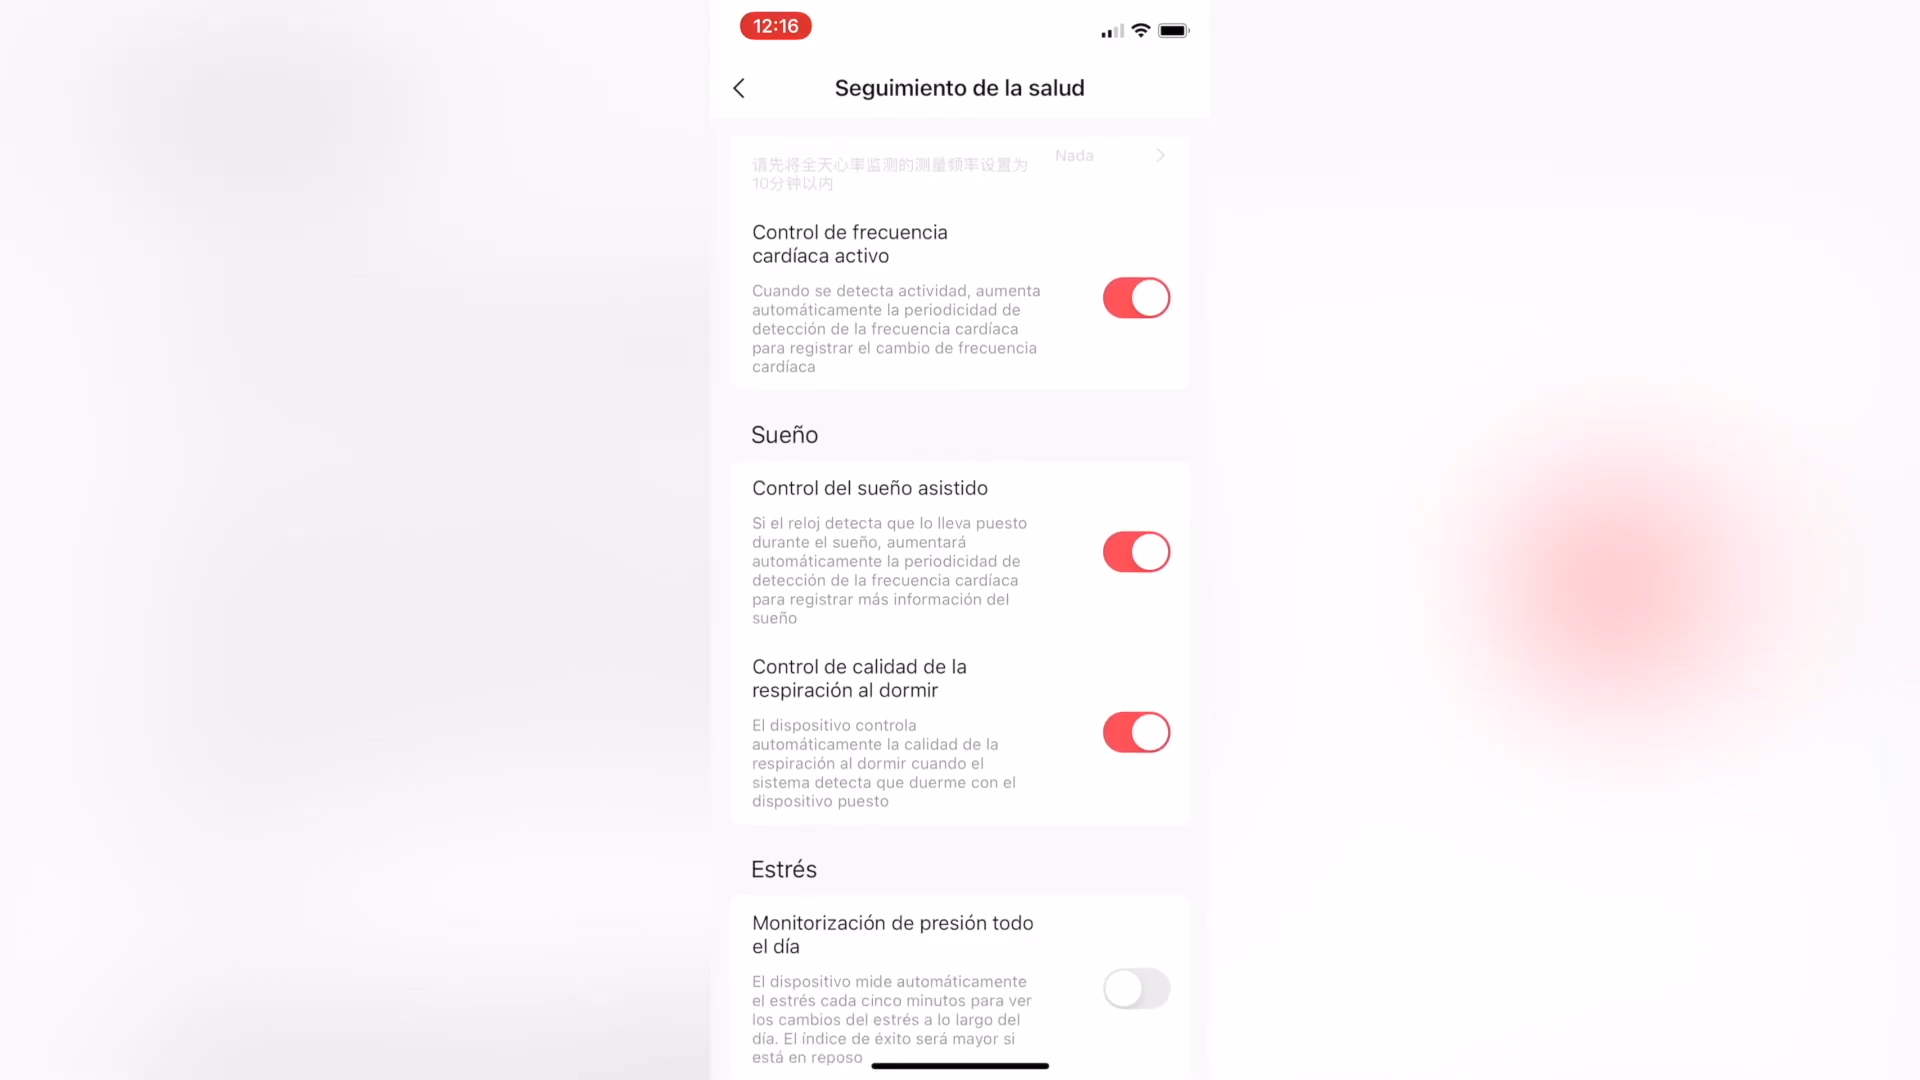 12:16
Seguimiento de la salud
Nada
请先将全天心率监测的测量频率设置为
10分钟以内
Control de frecuencia
cardíaca activo
Cuando se detecta actividad, aumenta
automáticamente la periodicidad de
detección de la frecuencia cardíaca
para registrar el cambio de frecuencia
cardíaca
Sueño
Control del sueño asistido
Si el reloj detecta que lo lleva puesto
durante el sueño, aumentará
automáticamente la periodicidad de
detección de la frecuencia cardíaca
para registrar más información del
sueño
Control de calidad de la
respiración al dormir
El dispositivo controla
automáticamente la calidad de la
respiración al dormir cuando el
sistema detecta que duerme con el
dispositivo puesto
Estrés
Monitorización de presión todo
el día
El dispositivo mide automáticamente
el estrés cada cinco minutos para ver
los cambios del estrés a lo largo del
día. El índice de éxito será mayor si
está en reposo